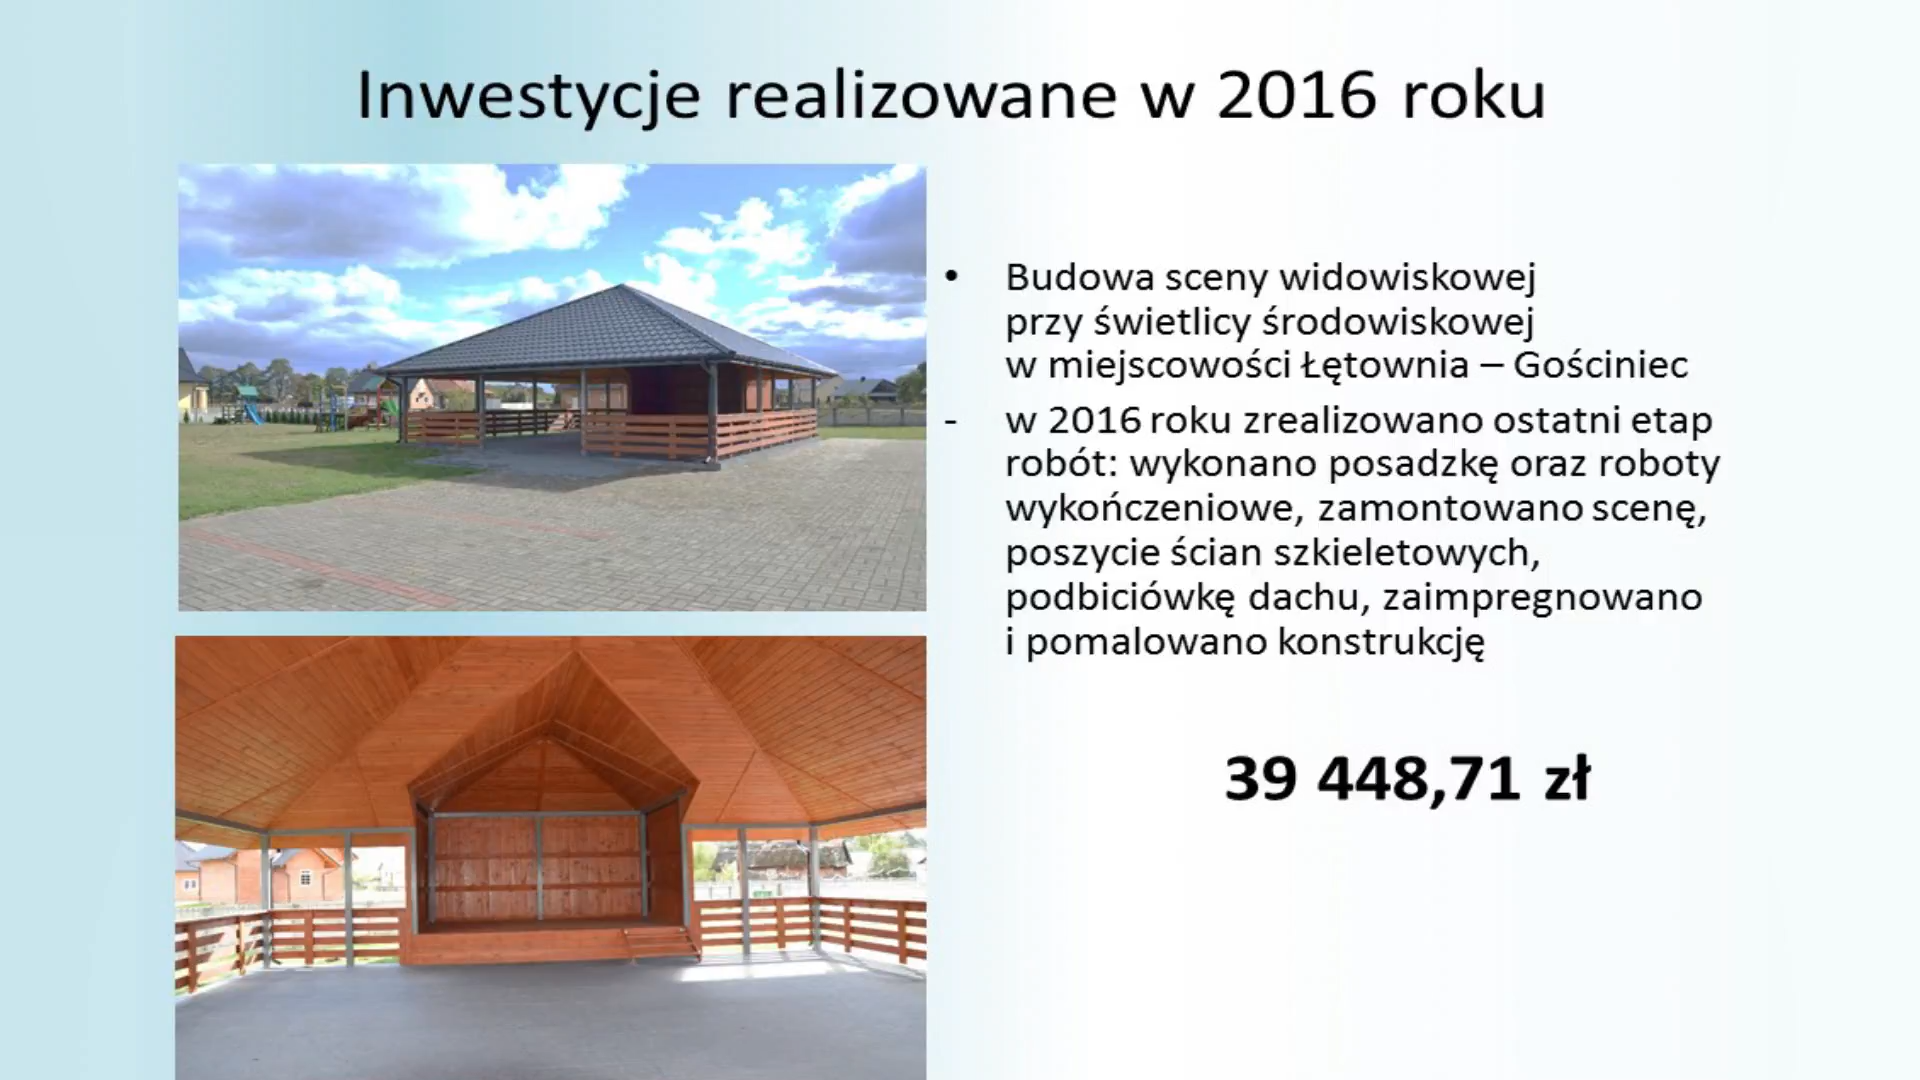 Inwestycje realizowane w 2016 roku
• Budowa sceny widowiskowej
przy świetlicy środowiskowej
w miejscowości Łętownia – Gościniec
- w 2016 roku zrealizowano ostatni etap
robót: wykonano posadzkę oraz roboty
wykończeniowe, zamontowano scenę,
poszycie ścian szkieletowych,
podbiciówkę dachu, zaimpregnowano
i pomalowano konstrukcję
39 448,71 zł